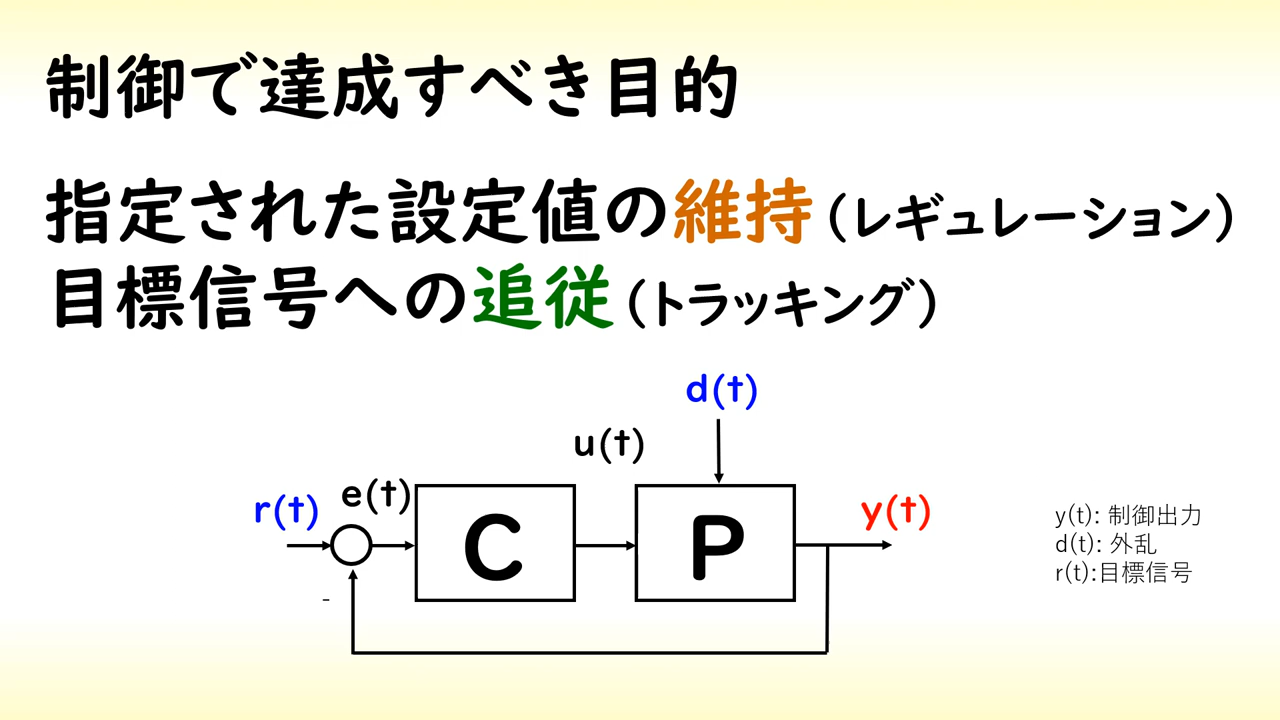 制御で達成すべき目的
指定された設定値の維持（レギュレーション）
目標信号への追従（トラッキング）
d(t)
u(t)
e(t)
r(t)
C
P
y(t)
-
y(t): 制御出力
d(t): 外乱
r(t):目標信号